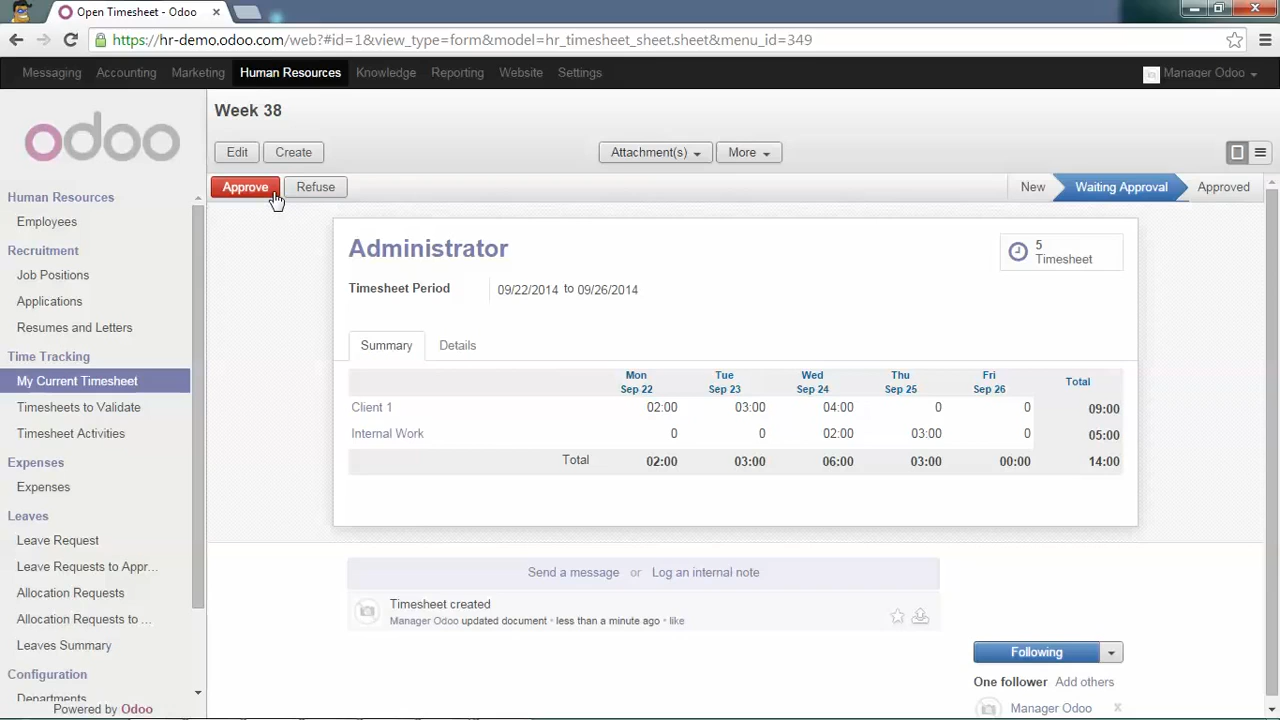 Open Timesheet - Odoo
https://hr-demo.odoo.com/web?#id=1&view_type=form&model=hr_timesheet_sheet.sheet&menu_id=349
Messaging Accounting Marketing Human Resources Knowledge Reporting Website Settings Manager Odoo
odoo
Human Resources
Employees
Recruitment
Job Positions
Applications
Resumes and Letters
Time Tracking
My Current Timesheet
Timesheets to Validate
Timesheet Activities
Expenses
Expenses
Leaves
Leave Request
Leave Requests to Appr...
Allocation Requests
Allocation Requests to ...
Leaves Summary
Configuration
Departments
Powered by Odoo
Week 38
Edit Create Attachment(s) More
Approve Refuse New Waiting Approval Approved
Administrator
5
Timesheet
Timesheet Period 09/22/2014 to 09/26/2014
Summary Details
Mon Tue Wed Thu Fri
Sep 22 Sep 23 Sep 24 Sep 25 Sep 26 Total
Client 1 02:00 03:00 04:00 0 0 09:00
Internal Work 0 0 02:00 03:00 0 05:00
Total 02:00 03:00 06:00 03:00 00:00 14:00
Send a message or Log an internal note
Timesheet created
Manager Odoo updated document • less than a minute ago • like
Following
One follower Add others
Manager Odoo x